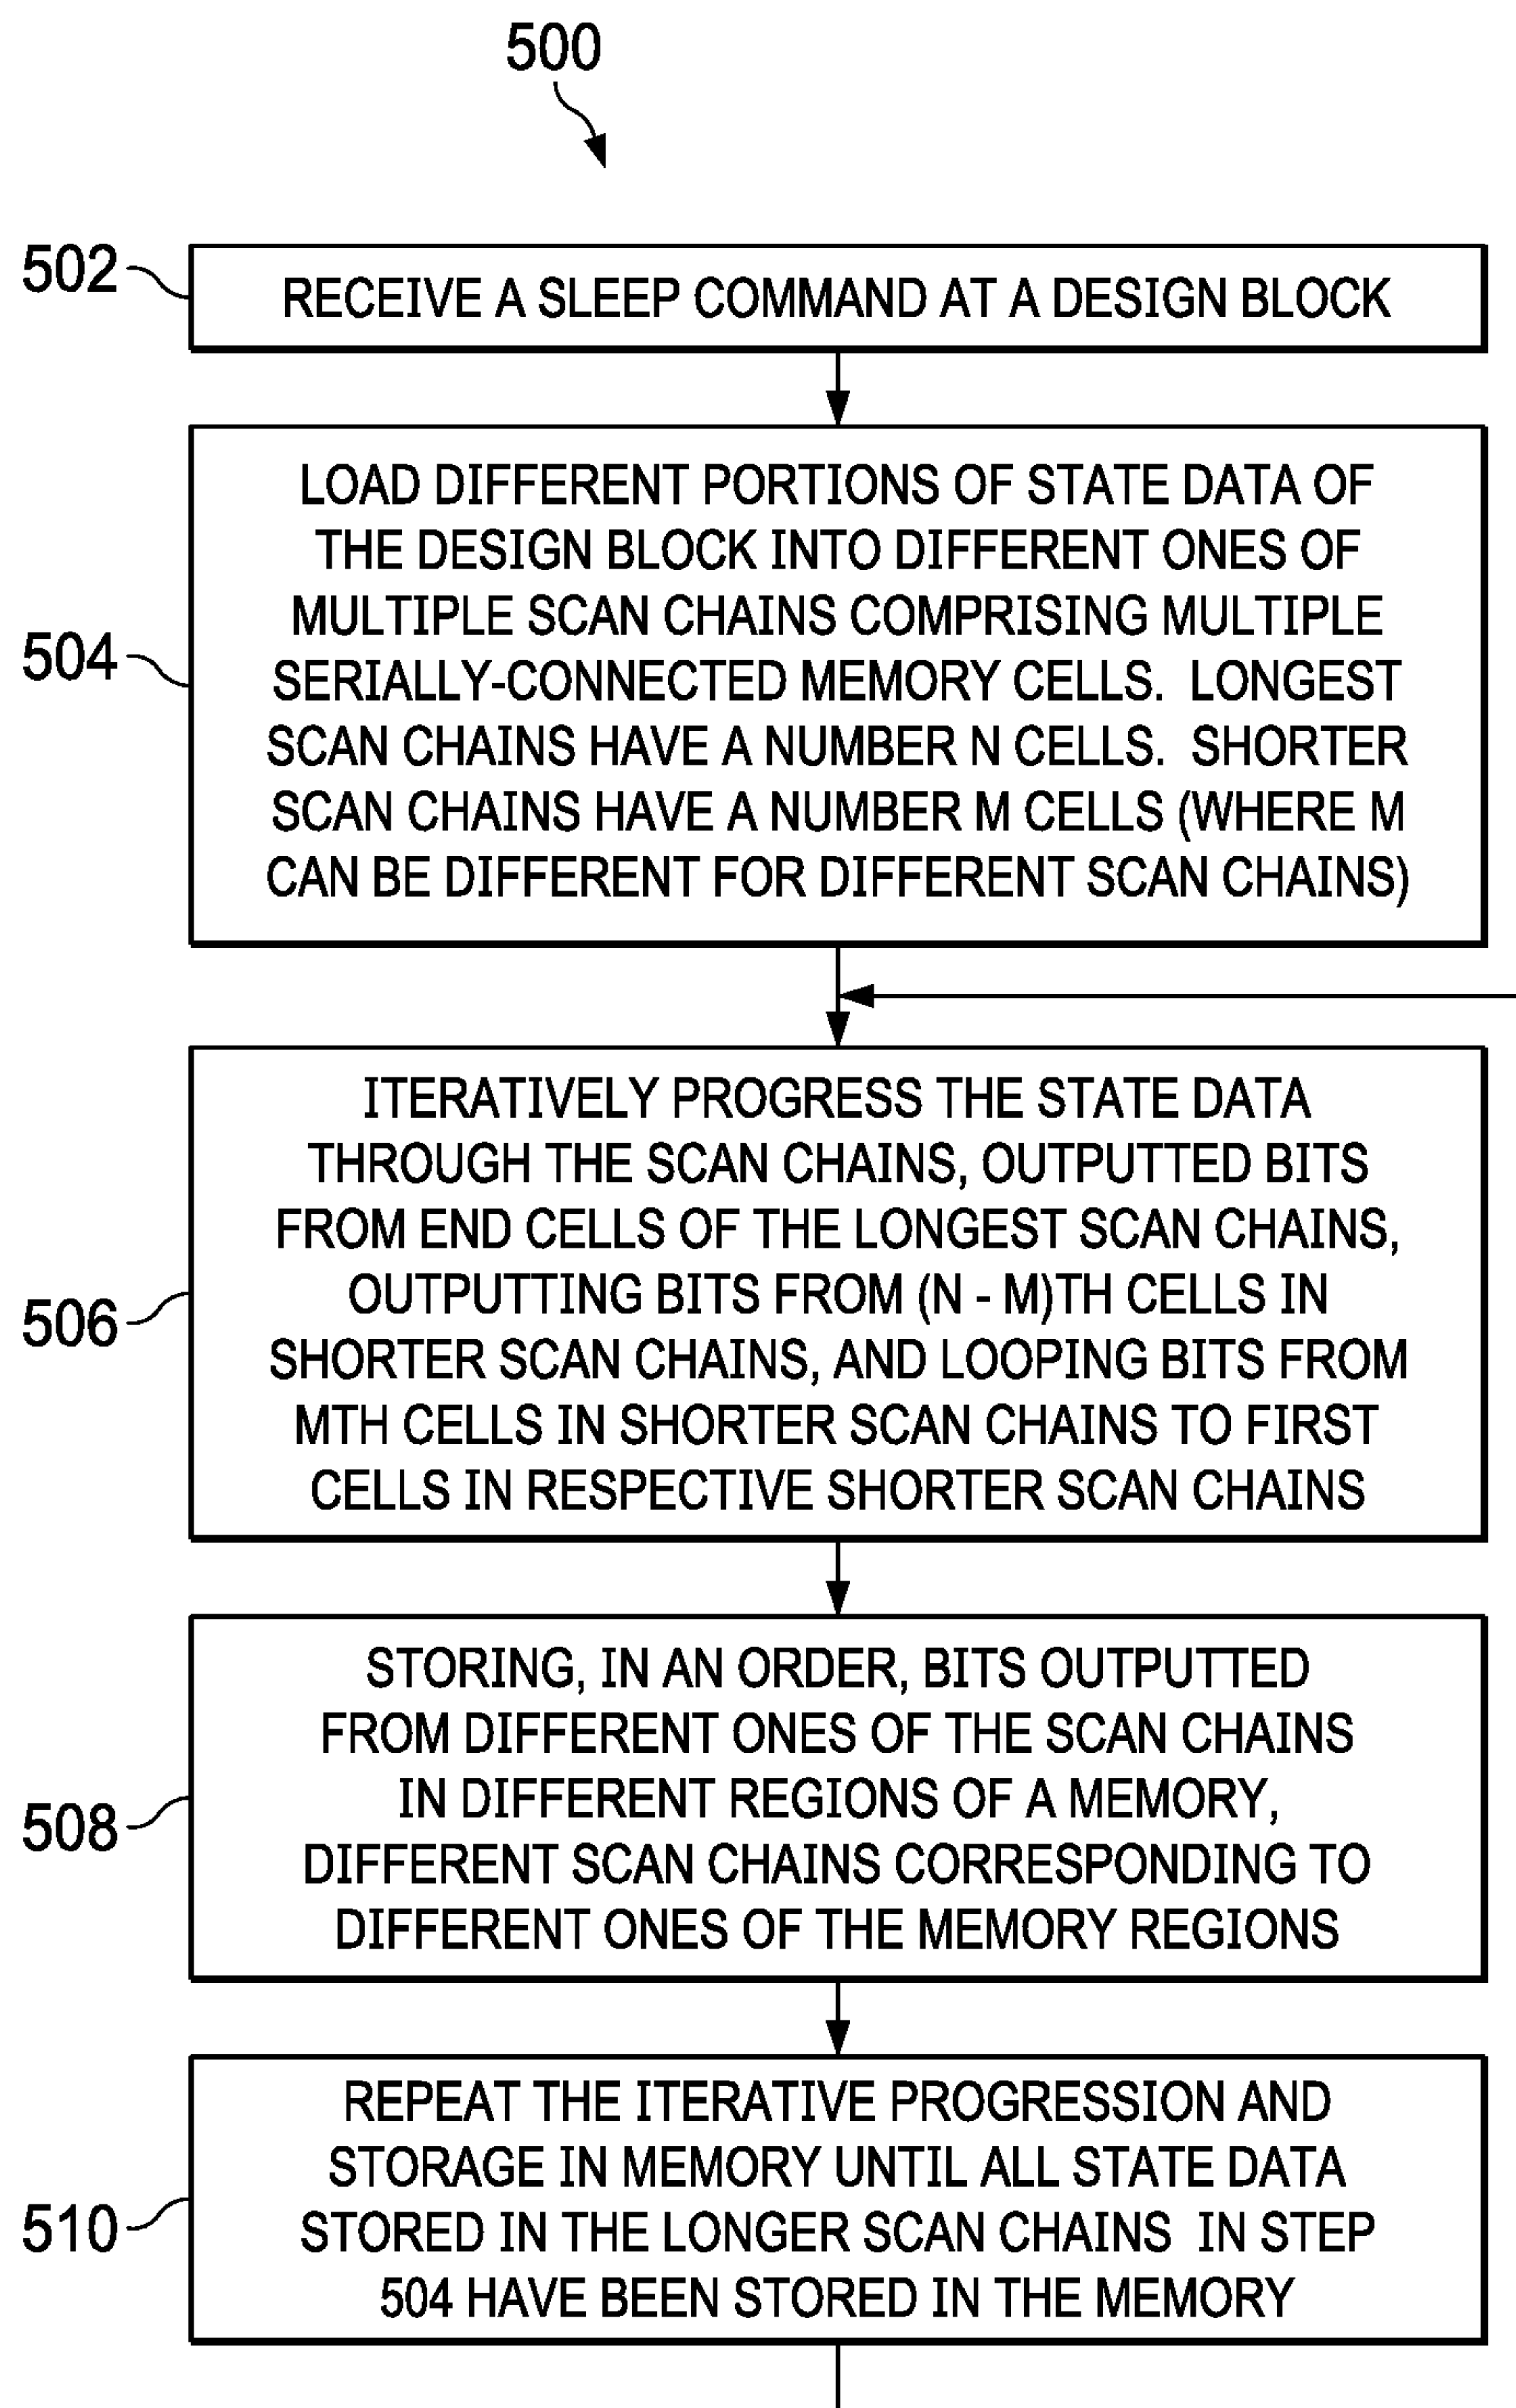 500
502
RECEIVE A SLEEP COMMAND AT A DESIGN BLOCK
504
LOAD DIFFERENT PORTIONS OF STATE DATA OF
THE DESIGN BLOCK INTO DIFFERENT ONES OF
MULTIPLE SCAN CHAINS COMPRISING MULTIPLE
SERIALLY-CONNECTED MEMORY CELLS. LONGEST
SCAN CHAINS HAVE A NUMBER N CELLS. SHORTER
SCAN CHAINS HAVE A NUMBER M CELLS (WHERE M
CAN BE DIFFERENT FOR DIFFERENT SCAN CHAINS)
506
ITERATIVELY PROGRESS THE STATE DATA
THROUGH THE SCAN CHAINS, OUTPUTTED BITS
FROM END CELLS OF THE LONGEST SCAN CHAINS,
OUTPUTTING BITS FROM (N - M)TH CELLS IN
SHORTER SCAN CHAINS, AND LOOPING BITS FROM
MTH CELLS IN SHORTER SCAN CHAINS TO FIRST
CELLS IN RESPECTIVE SHORTER SCAN CHAINS
508
STORING, IN AN ORDER, BITS OUTPUTTED
FROM DIFFERENT ONES OF THE SCAN CHAINS
IN DIFFERENT REGIONS OF A MEMORY,
DIFFERENT SCAN CHAINS CORRESPONDING TO
DIFFERENT ONES OF THE MEMORY REGIONS
510
REPEAT THE ITERATIVE PROGRESSION AND
STORAGE IN MEMORY UNTIL ALL STATE DATA
STORED IN THE LONGER SCAN CHAINS IN STEP
504 HAVE BEEN STORED IN THE MEMORY